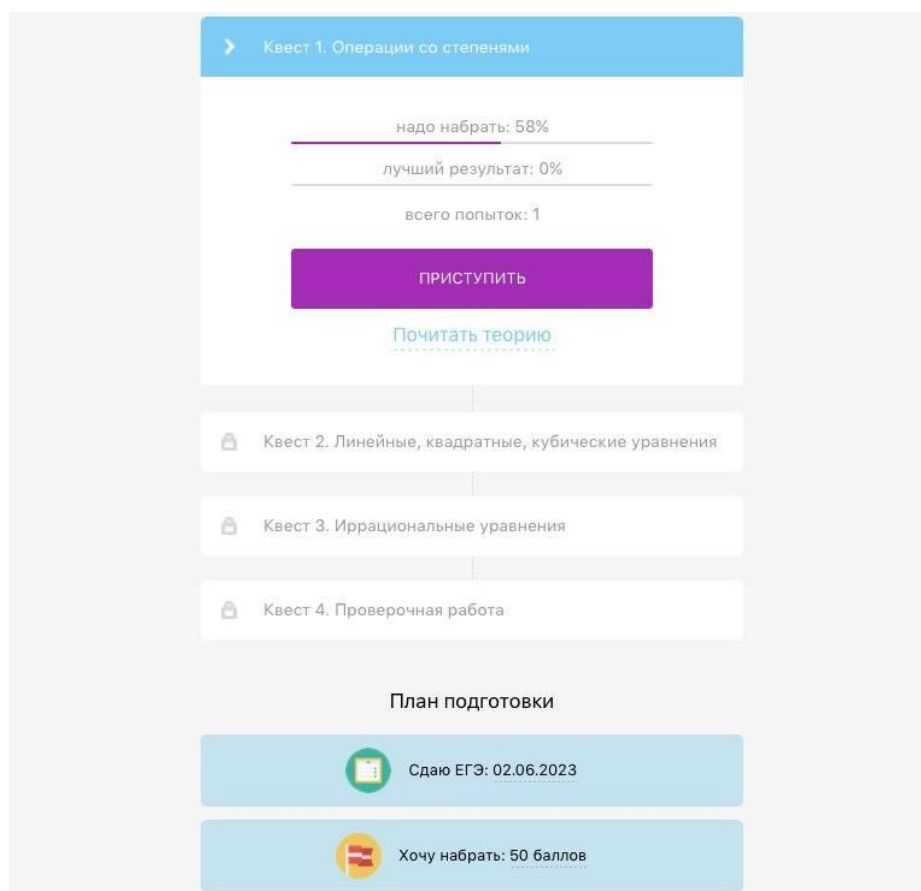 Квест 1. Операции со степенями
надо набрать: 58%
лучший результат: 0%
всего попыток: 1
ПРИСТУПИТЬ
Почитать теорию
Квест 2. Линейные, квадратные, кубические уравнения
Квест 3. Иррациональные уравнения
Квест 4. Проверочная работа
План подготовки
Сдаю ЕГЭ: 02.06.2023
Хочу набрать: 50 баллов